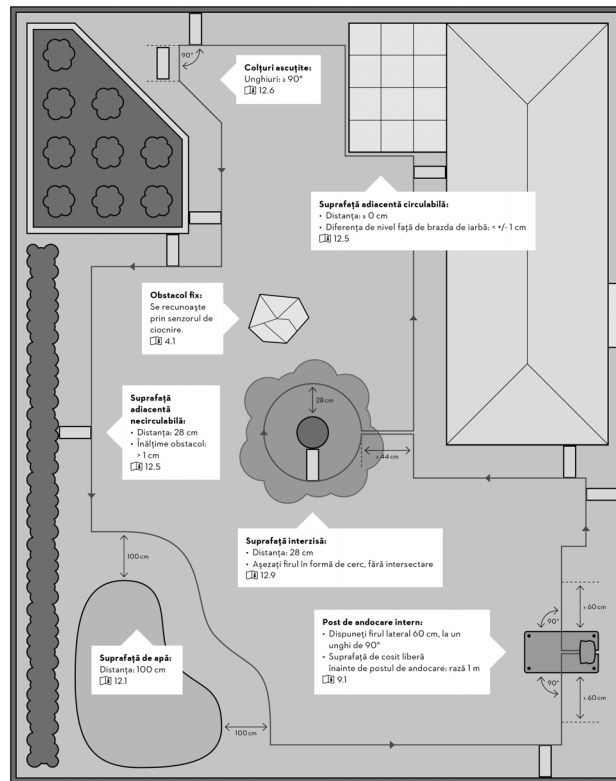 90°
Colțuri ascuțite:
Unghiuri: ≥ 90°
12.6
Suprafață adiacentă circulabilă:
• Distanța: ± 0 cm
• Diferența de nivel față de brazda de iarbă: < +/- 1 cm
12.5
Obstacol fix:
Se recunoaște
prin senzorul de
ciocnire.
4.1
28 cm
Suprafață
adiacentă
necirculabilă:
• Distanța: 28 cm
• Înălțime obstacol:
> 1 cm
12.5
≥ 44 cm
Suprafață interzisă:
• Distanța: 28 cm
• Așezați firul în formă de cerc, fără intersectare
12.9
100 cm
≥ 60 cm
90°
Post de andocare intern:
• Dispuneți firul lateral 60 cm, la un
unghi de 90°
• Suprafață de cosit liberă
înainte de postul de andocare: rază 1 m
9.1
Suprafață de apă:
Distanța: 100 cm
12.1
90°
≥ 60 cm
100 cm